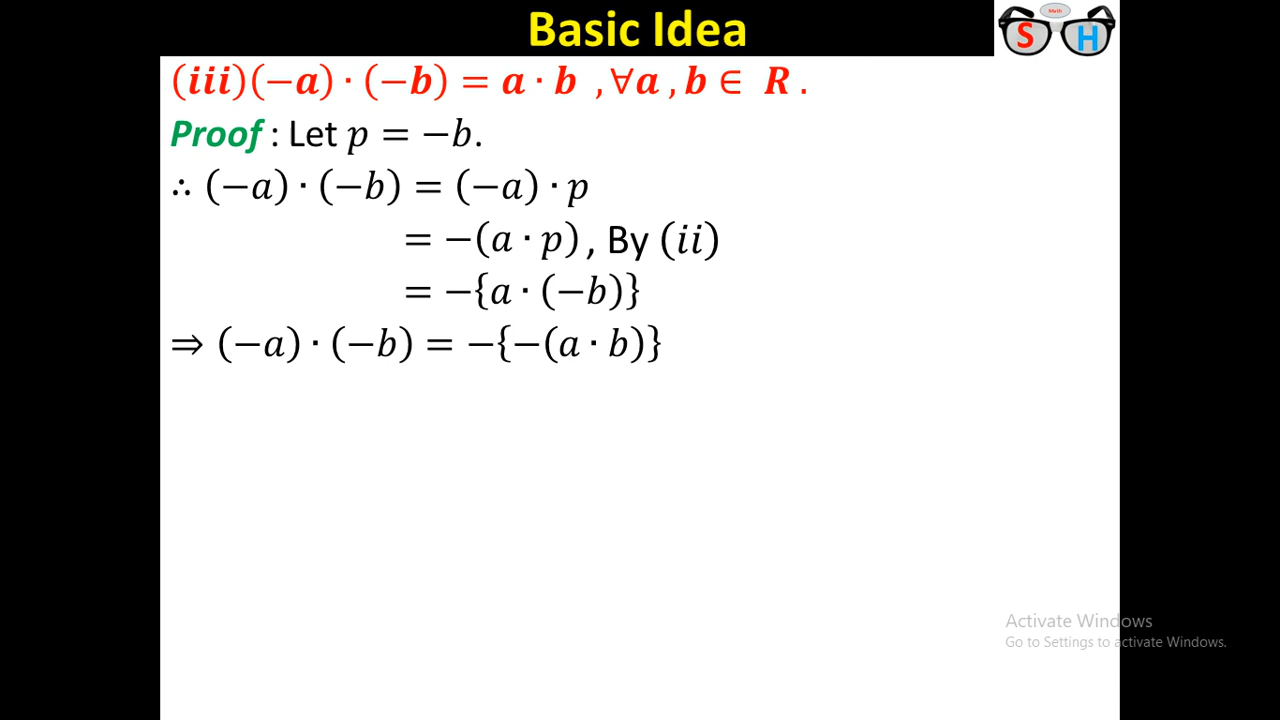 Basic Idea
Math
S H
(iii)(−a) · (−b) = a · b , ∀a , b ∈ R .
Proof : Let p = −b.
∴ (−a) · (−b) = (−a) · p
= −(a · p) , By (ii)
= −{a · (−b)}
⇒ (−a) · (−b) = −{−(a · b)}
Activate Windows
Go to Settings to activate Windows.